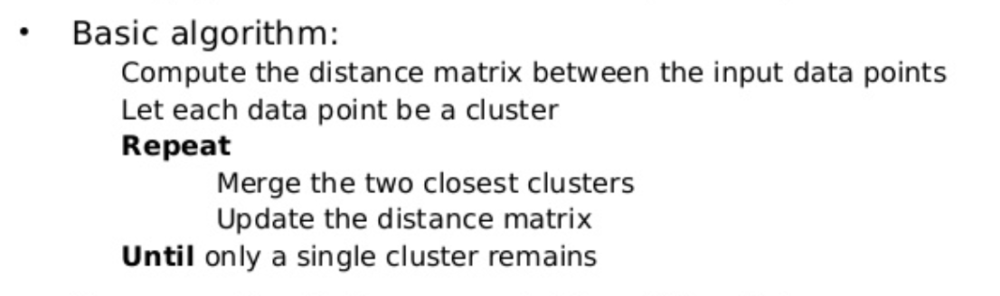 • Basic algorithm:
Compute the distance matrix between the input data points
Let each data point be a cluster
Repeat
Merge the two closest clusters
Update the distance matrix
Until only a single cluster remains